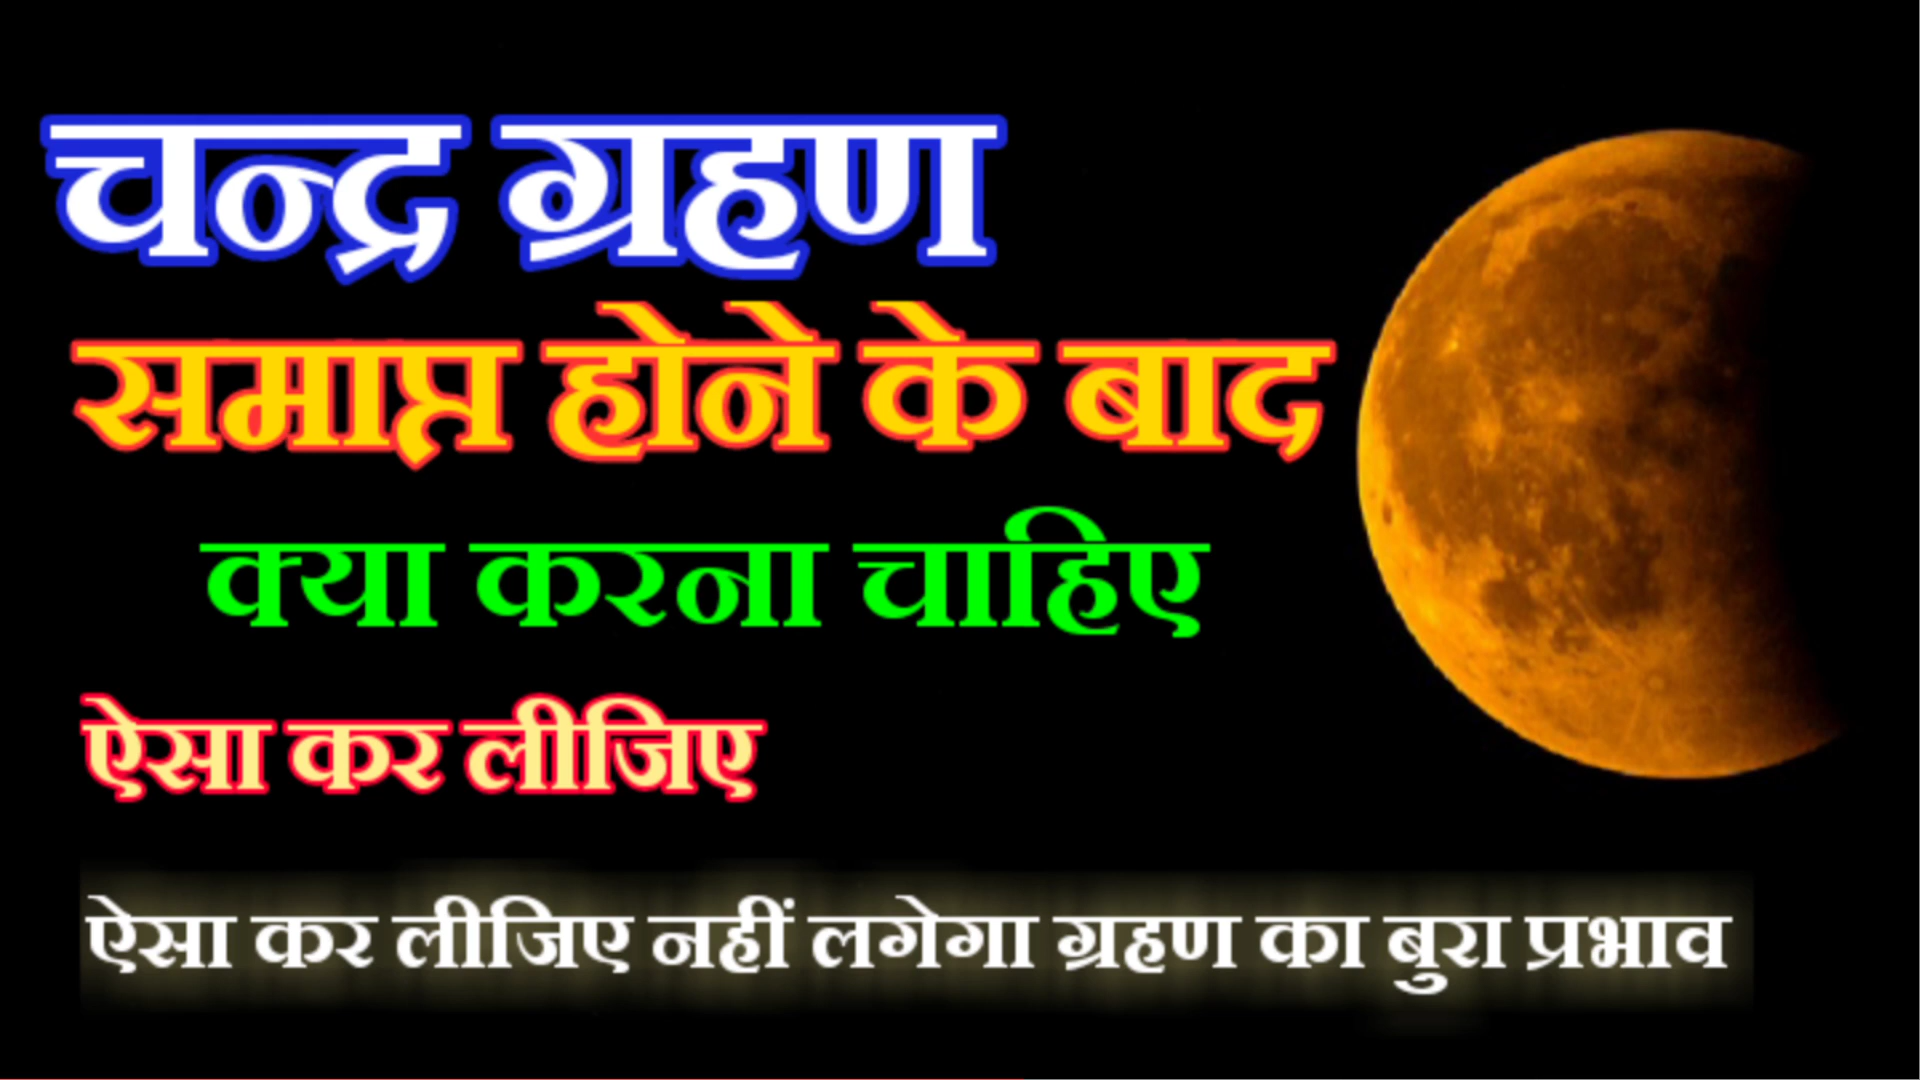 चन्द्र ग्रहण
समाप्त होने के बाद
क्या करना चाहिए
ऐसा कर लीजिए
ऐसा कर लीजिए नहीं लगेगा ग्रहण का बुरा प्रभाव